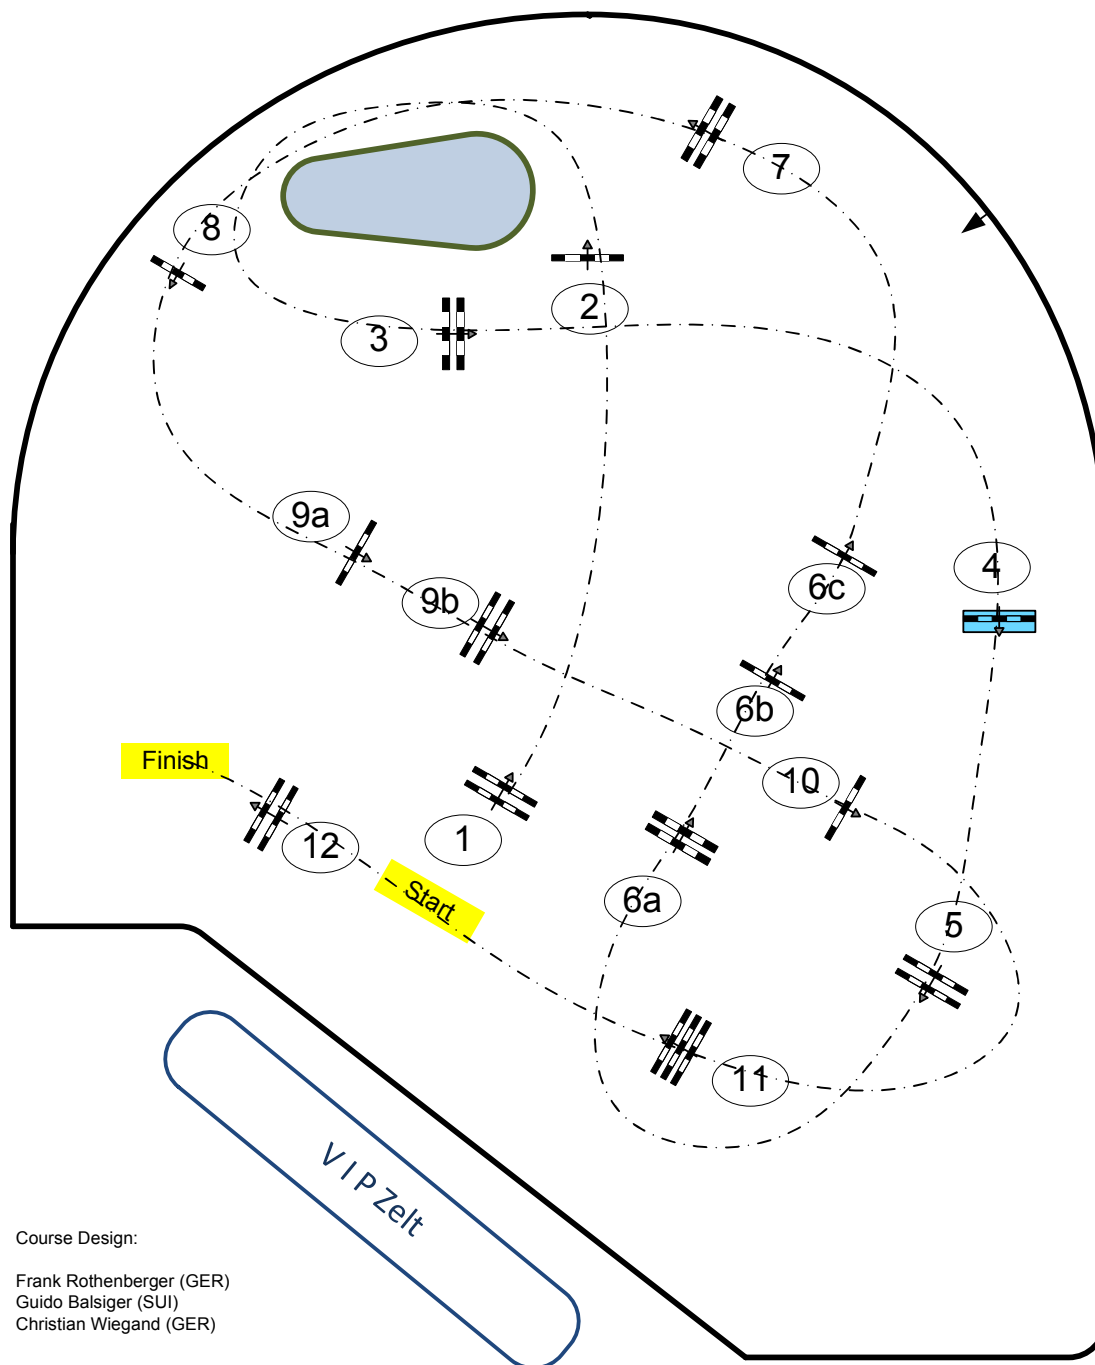 7
8
2
3
9a
4
6c
9b
6b
Finish
10
1
12
Start
6a
5
11
VIP Zelt
Course Design:
Frank Rothenberger (GER)
Guido Balsiger (SUI)
Christian Wiegand (GER)